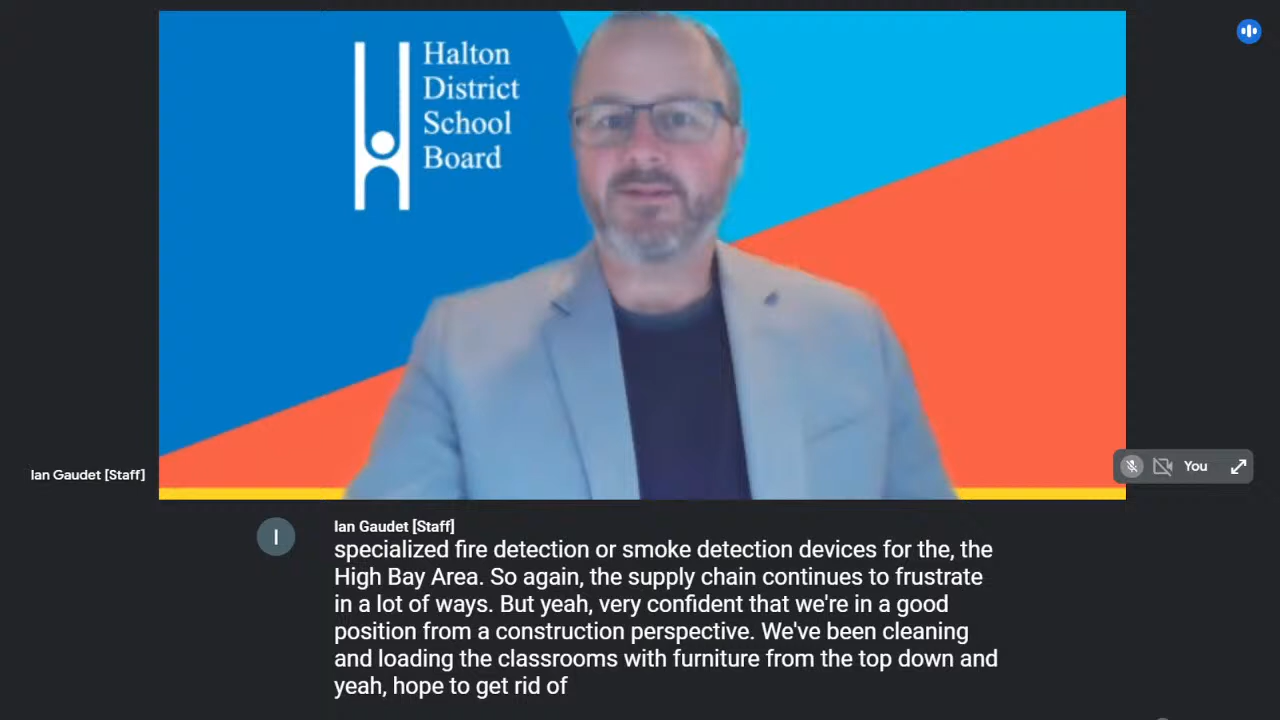 Halton
District
School
Board
Ian Gaudet [Staff]
You
I
Ian Gaudet [Staff]
specialized fire detection or smoke detection devices for the, the
High Bay Area. So again, the supply chain continues to frustrate
in a lot of ways. But yeah, very confident that we're in a good
position from a construction perspective. We've been cleaning
and loading the classrooms with furniture from the top down and
yeah, hope to get rid of